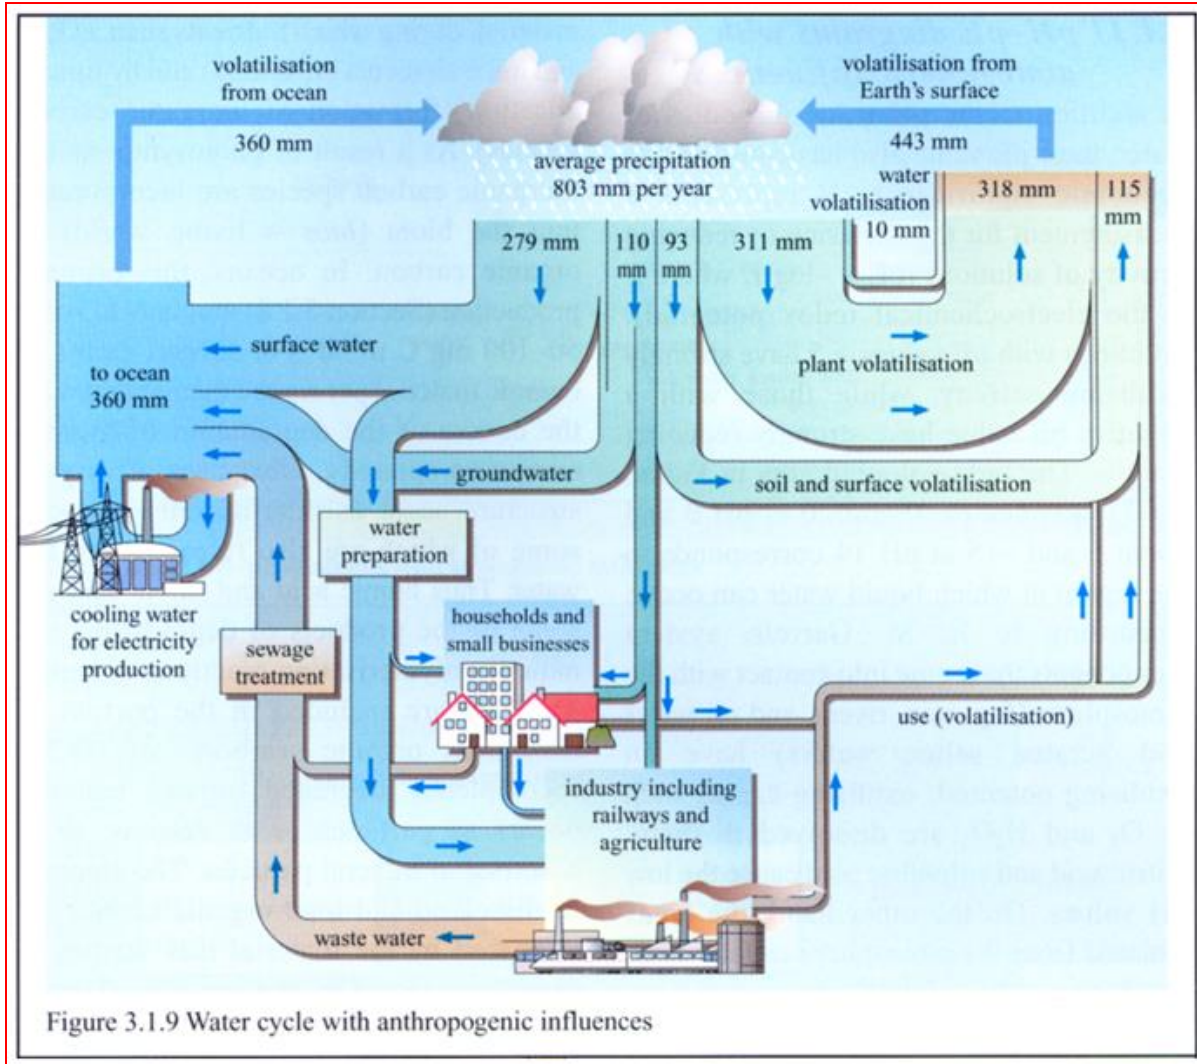 volatilisation
from ocean
360 mm
volatilisation from
Earth's surface
443 mm
average precipitation
803 mm per year
water
volatilisation
10 mm
318 mm
115
mm
279 mm
110
mm
93
mm
311 mm
surface water
to ocean
360 mm
plant volatilisation
groundwater
soil and surface volatilisation
water
preparation
cooling water
for electricity
production
sewage
treatment
households and
small businesses
use (volatilisation)
industry including
railways and
agriculture
waste water
Figure 3.1.9 Water cycle with anthropogenic influences